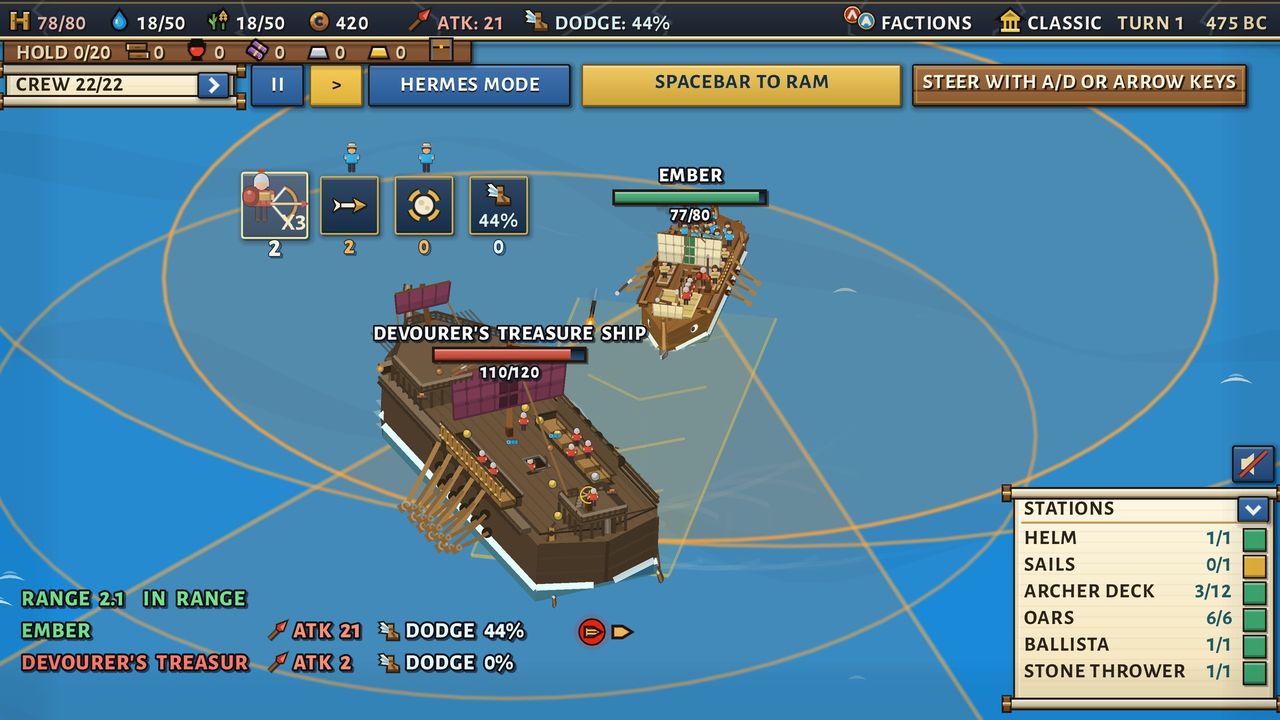 78/80 18/50 18/50 420 ATK: 21 DODGE: 44% FACTIONS CLASSIC TURN 1 475 BC
HOLD 0/20 0 0 0 0 0
CREW 22/22 > II > HERMES MODE SPACEBAR TO RAM STEER WITH A/D OR ARROW KEYS
EMBER
77/80
X3 44%
2 2 0 0
DEVOURER'S TREASURE SHIP
110/120
STATIONS
HELM 1/1
SAILS 0/1
ARCHER DECK 3/12
OARS 6/6
BALLISTA 1/1
STONE THROWER 1/1
RANGE 2.1 IN RANGE
EMBER ATK 21 DODGE 44%
DEVOURER'S TREASUR ATK 2 DODGE 0%